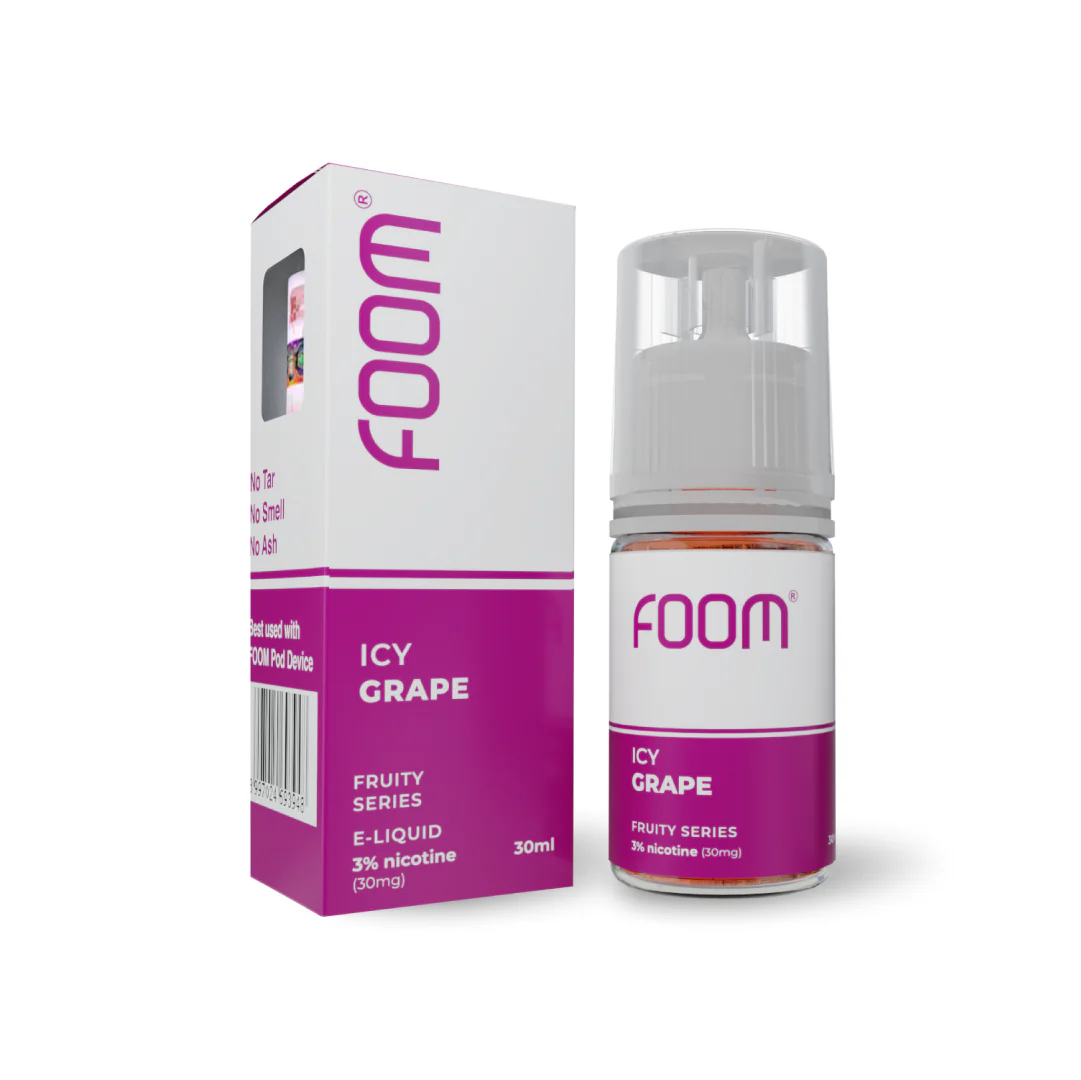 FOOM®
No Tar
No Smell
No Ash
Best used with
FOOM Pod Device
ICY
GRAPE
FRUITY
SERIES
E-LIQUID
3% nicotine
(30mg)
30ml
FOOM®
ICY
GRAPE
FRUITY SERIES
3% nicotine (30mg)